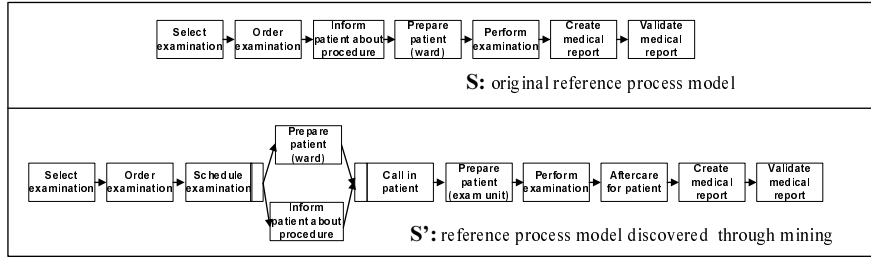 Select
examination
Order
examination
Inform
patient about
procedure
Prepare
patient
(ward)
Perform
examination
Create
medical
report
Validate
medical
report
S: original reference process model
Select
examination
Order
examination
Schedule
examination
Prepare
patient
(ward)
Inform
patient about
procedure
Call in
patient
Prepare
patient
(exam unit)
Perform
examination
Aftercare
for patient
Create
medical
report
Validate
medical
report
S': reference process model discovered through mining